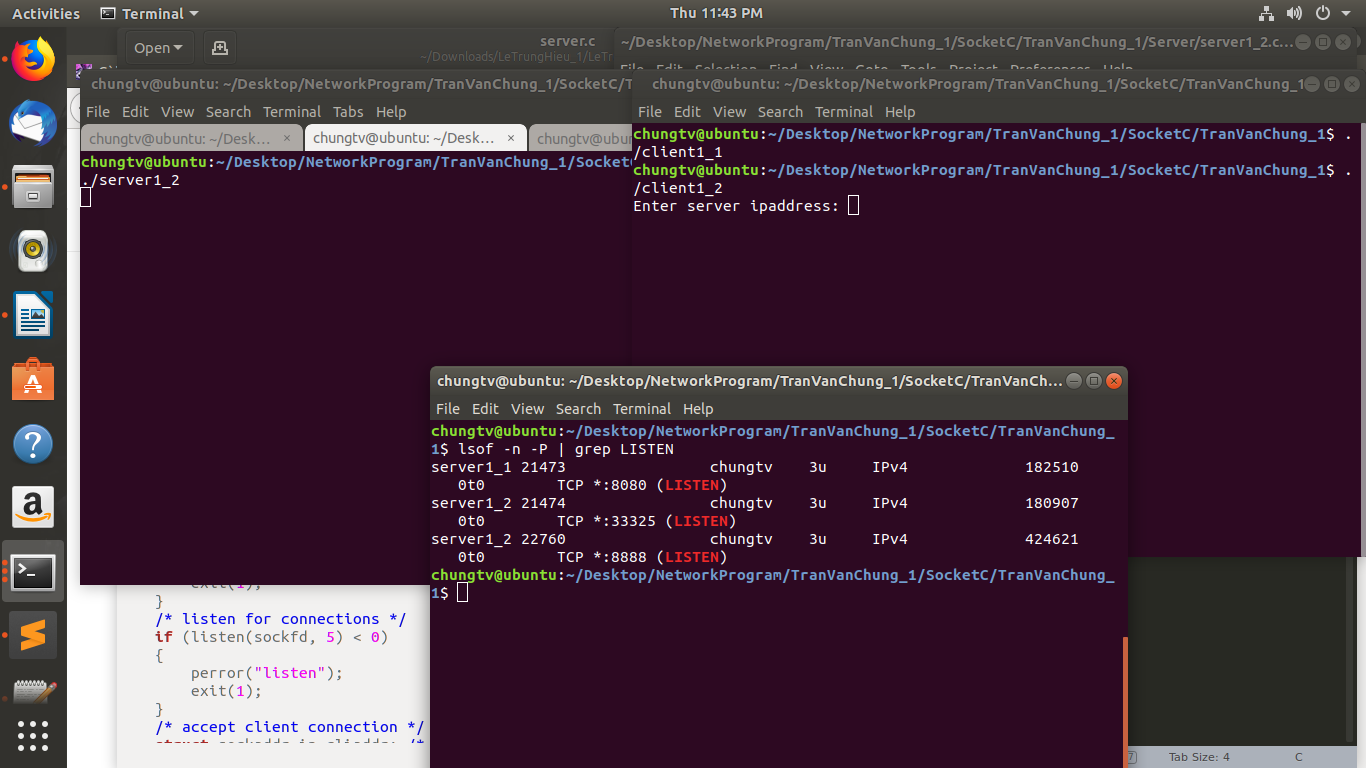 Activities
Terminal
Thu 11:43 PM
Open
server.c
~/Downloads/LeTrungHieu_1/LeTr
~/Desktop/NetworkProgram/TranVanChung_1/SocketC/TranVanChung_1/Server/server1_2.c...
File Edit Selection Find View Goto Tools Project Preferences Help
chungtv@ubuntu: ~/Desktop/NetworkProgram/TranVanChung_1/SocketC/TranVanChung_1
File Edit View Search Terminal Tabs Help
chungtv@ubuntu: ~/Desk... ×
chungtv@ubuntu: ~/Desk... ×
chungtv@ubuntu
chungtv@ubuntu:~/Desktop/NetworkProgram/TranVanChung_1/Socket
./server1_2
chungtv@ubuntu: ~/Desktop/NetworkProgram/TranVanChung_1/SocketC/TranVanChung_1
File Edit View Search Terminal Help
chungtv@ubuntu:~/Desktop/NetworkProgram/TranVanChung_1/SocketC/TranVanChung_1$ .
/client1_1
chungtv@ubuntu:~/Desktop/NetworkProgram/TranVanChung_1/SocketC/TranVanChung_1$ .
/client1_2
Enter server ipaddress:
chungtv@ubuntu: ~/Desktop/NetworkProgram/TranVanChung_1/SocketC/TranVanCh...
File Edit View Search Terminal Help
chungtv@ubuntu:~/Desktop/NetworkProgram/TranVanChung_1/SocketC/TranVanChung_
1$ lsof -n -P | grep LISTEN
server1_1 21473 chungtv 3u IPv4 182510
0t0 TCP *:8080 (LISTEN)
server1_2 21474 chungtv 3u IPv4 180907
0t0 TCP *:33325 (LISTEN)
server1_2 22760 chungtv 3u IPv4 424621
0t0 TCP *:8888 (LISTEN)
chungtv@ubuntu:~/Desktop/NetworkProgram/TranVanChung_1/SocketC/TranVanChung_
1$
exit(1);
}
/* listen for connections */
if (listen(sockfd, 5) < 0)
{
perror("listen");
exit(1);
}
/* accept client connection */
Tab Size: 4
C